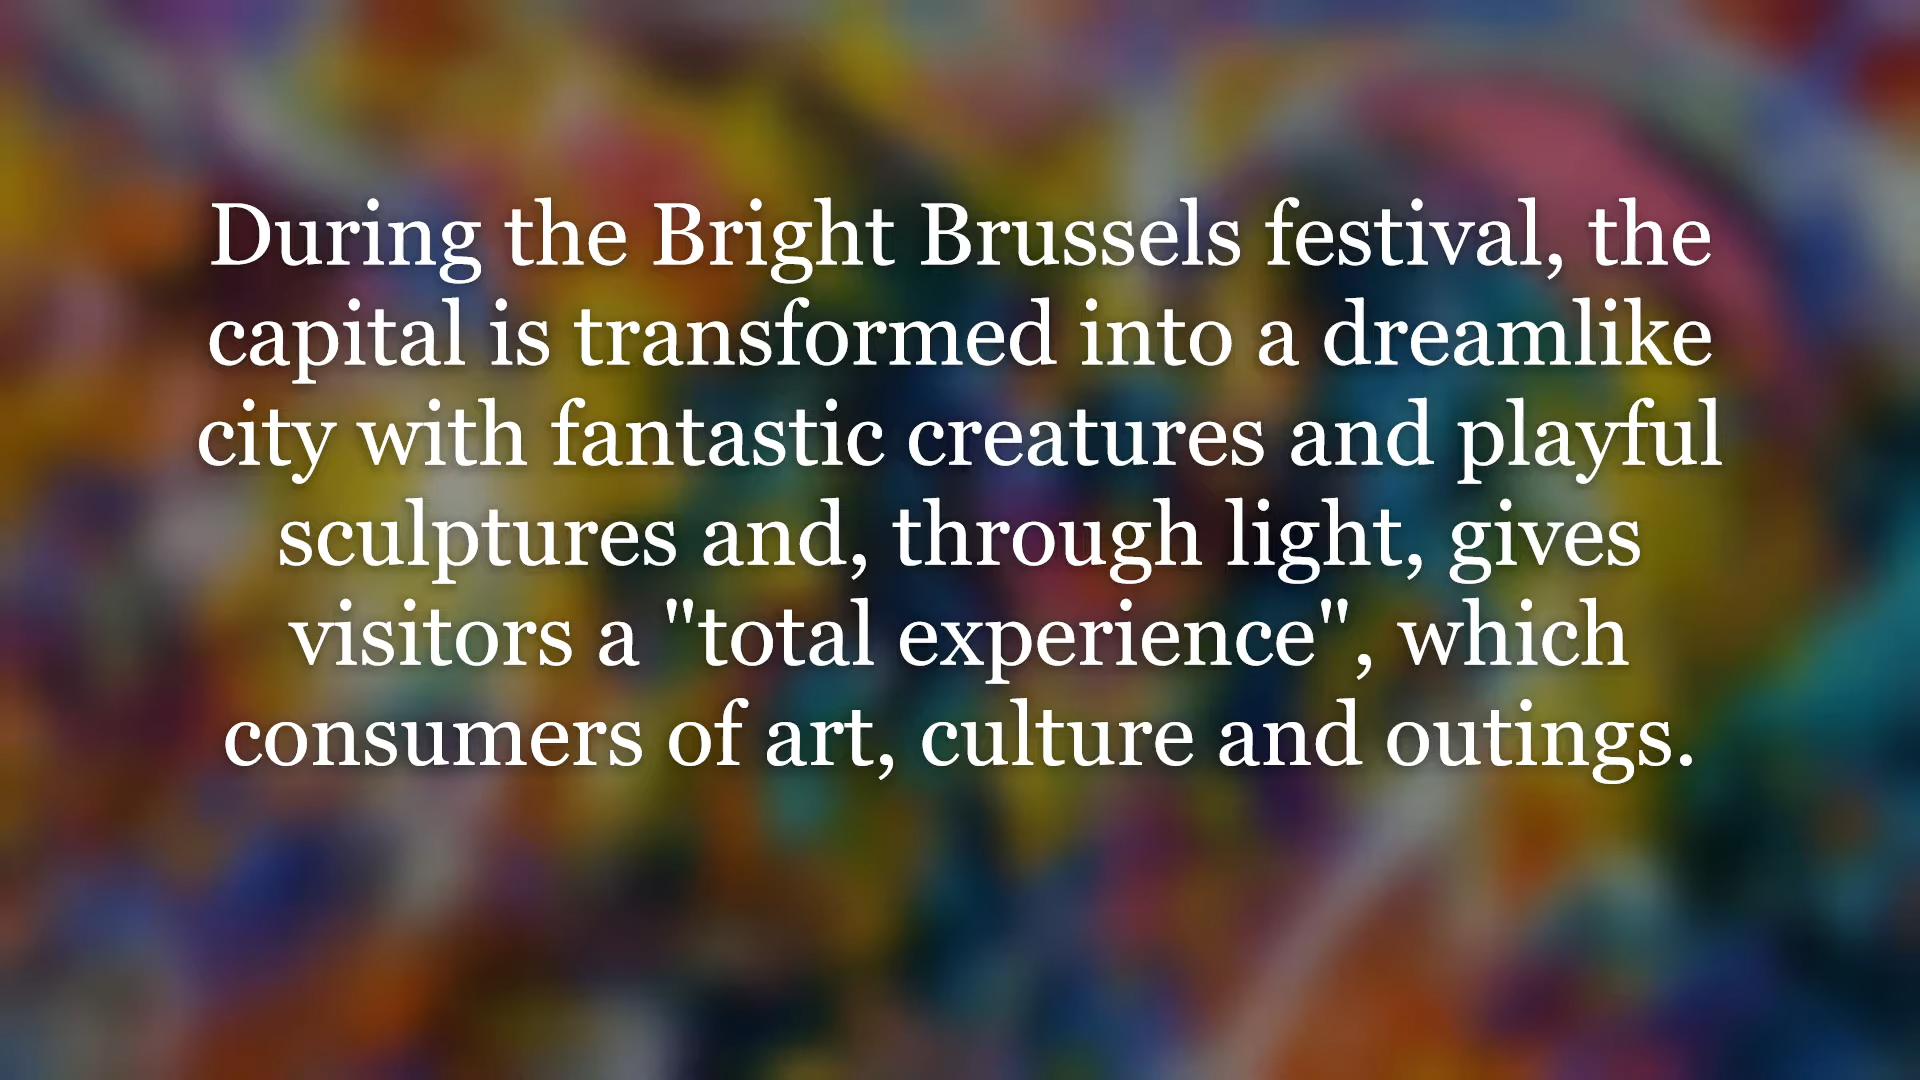 During the Bright Brussels festival, the
capital is transformed into a dreamlike
city with fantastic creatures and playful
sculptures and, through light, gives
visitors a "total experience", which
consumers of art, culture and outings.